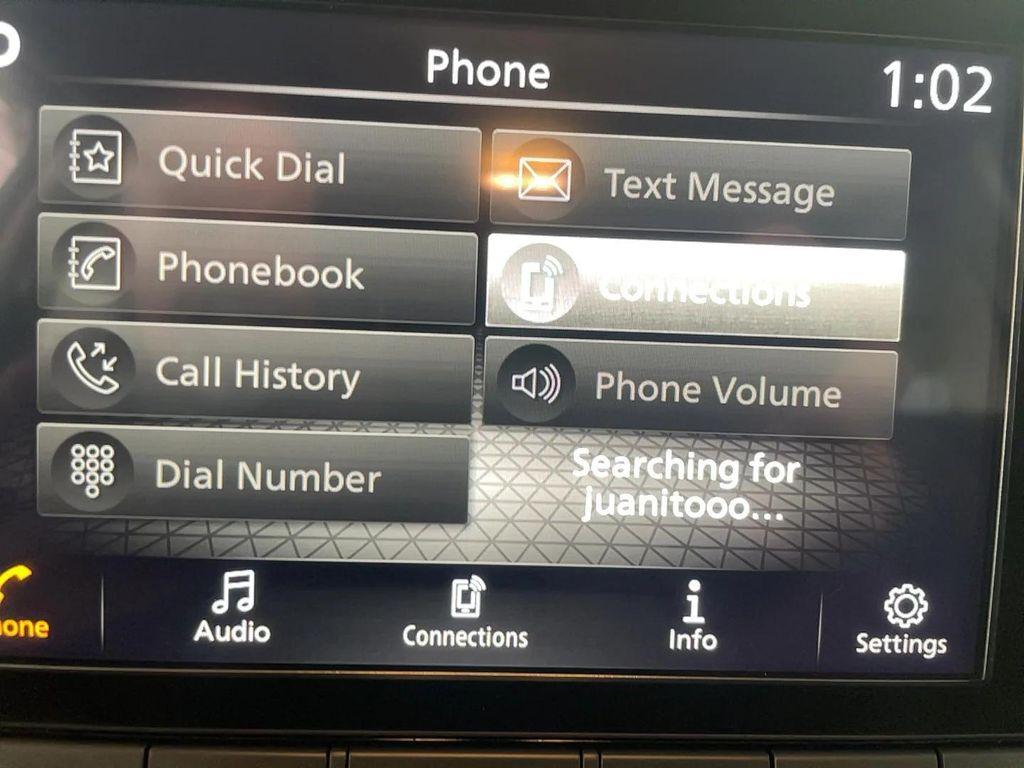 Phone
1:02
Quick Dial
Text Message
Phonebook
Connections
Call History
Phone Volume
Dial Number
Searching for
juanitooo...
hone
Audio
Connections
Info
Settings